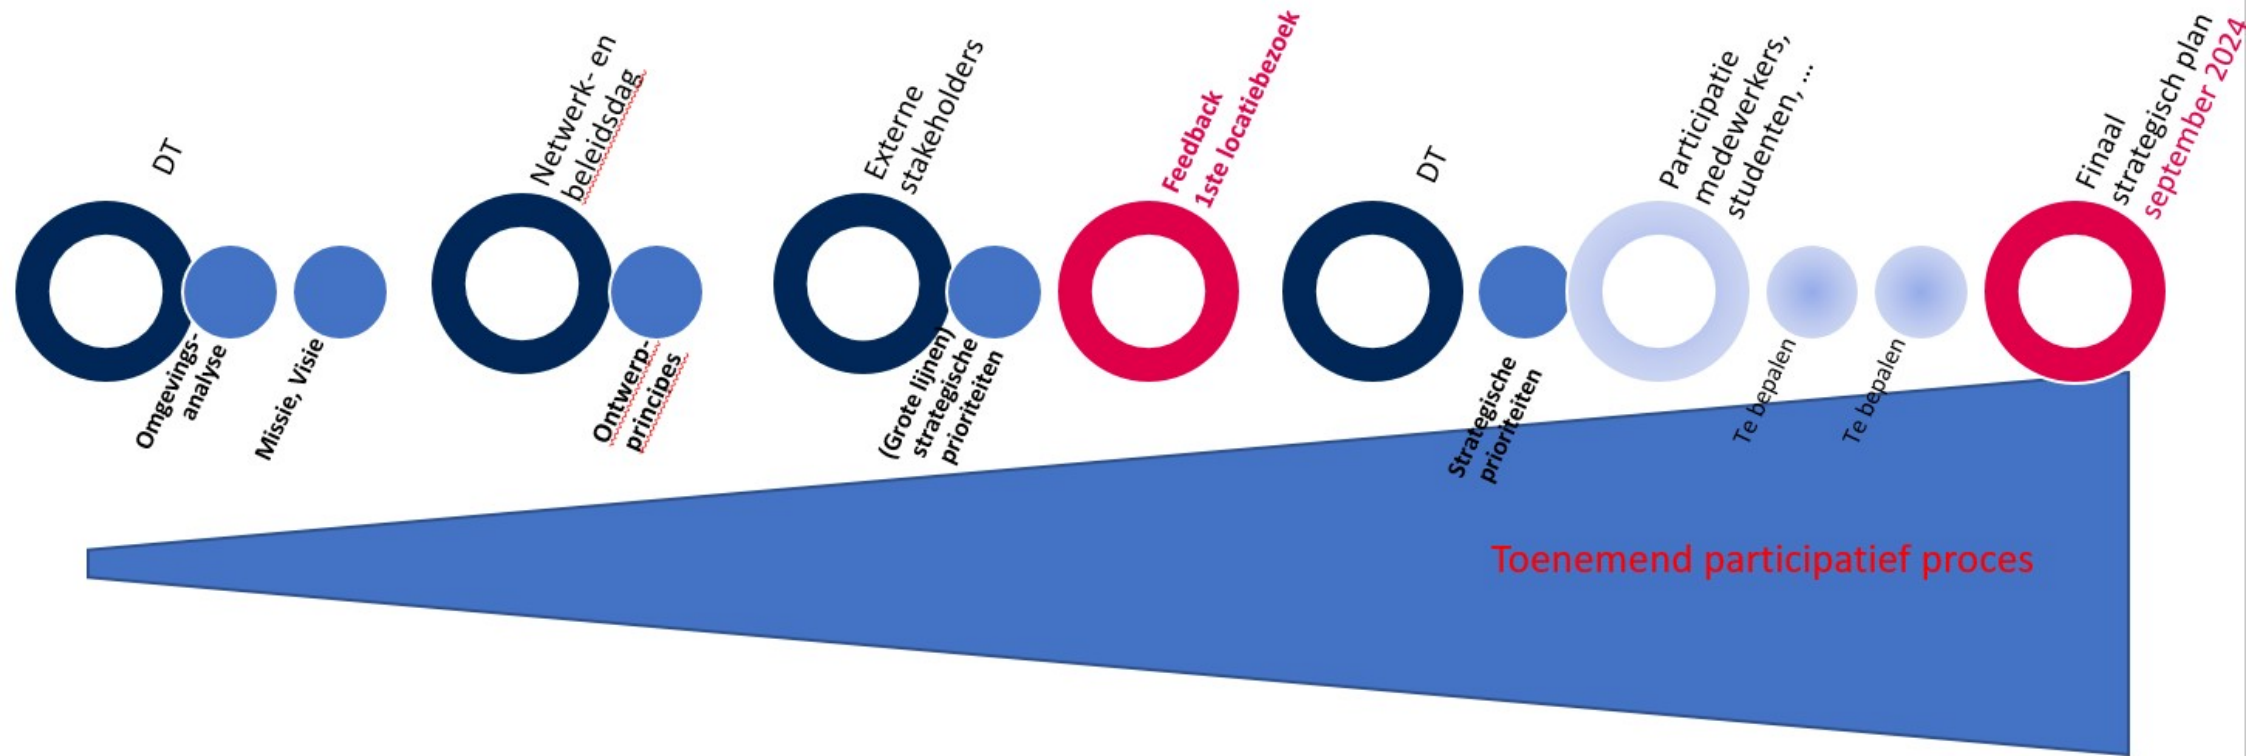 DT
Omgevings-
analyse
Missie, Visie
Netwerk- en
beleidsdag
Ontwerp-
principes
Externe
stakeholders
(Grote lijnen)
strategische
prioriteiten
Feedback
1ste locatiebezoek
DT
Strategische
prioriteiten
Participatie
medewerkers,
studenten, ...
Te bepalen
Te bepalen
Finaal
strategisch plan
september 2024
Toenemend participatief proces